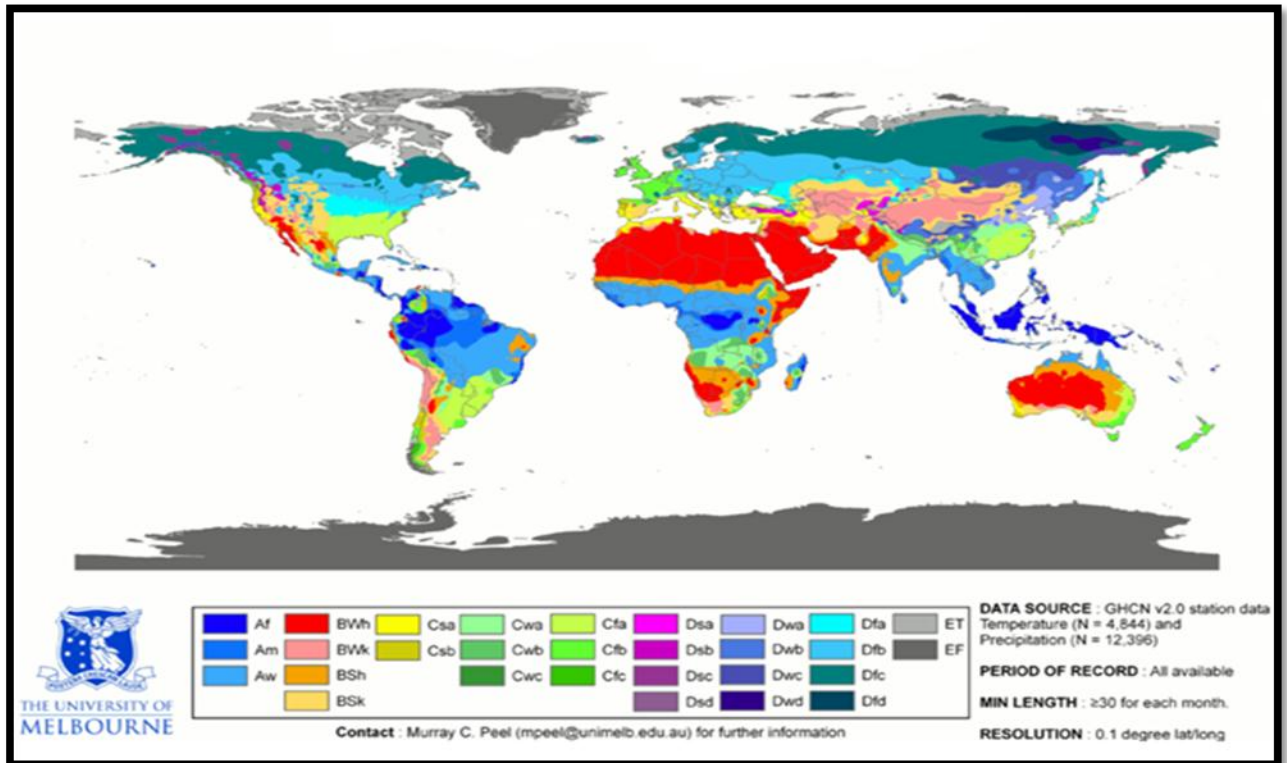 THE UNIVERSITY OF
MELBOURNE
Af BWh Csa Cwa Cfa Dsa Dwa Dfa ET
Am BWk Csb Cwb Cfb Dsb Dwb Dfb EF
Aw BSh Cwc Cfc Dsc Dwc Dfc
BSk Dsd Dwd Dfd
Contact : Murray C. Peel (mpeel@unimelb.edu.au) for further information
DATA SOURCE : GHCN v2.0 station data
Temperature (N = 4,844) and
Precipitation (N = 12,396)
PERIOD OF RECORD : All available
MIN LENGTH : ≥30 for each month.
RESOLUTION : 0.1 degree lat/long